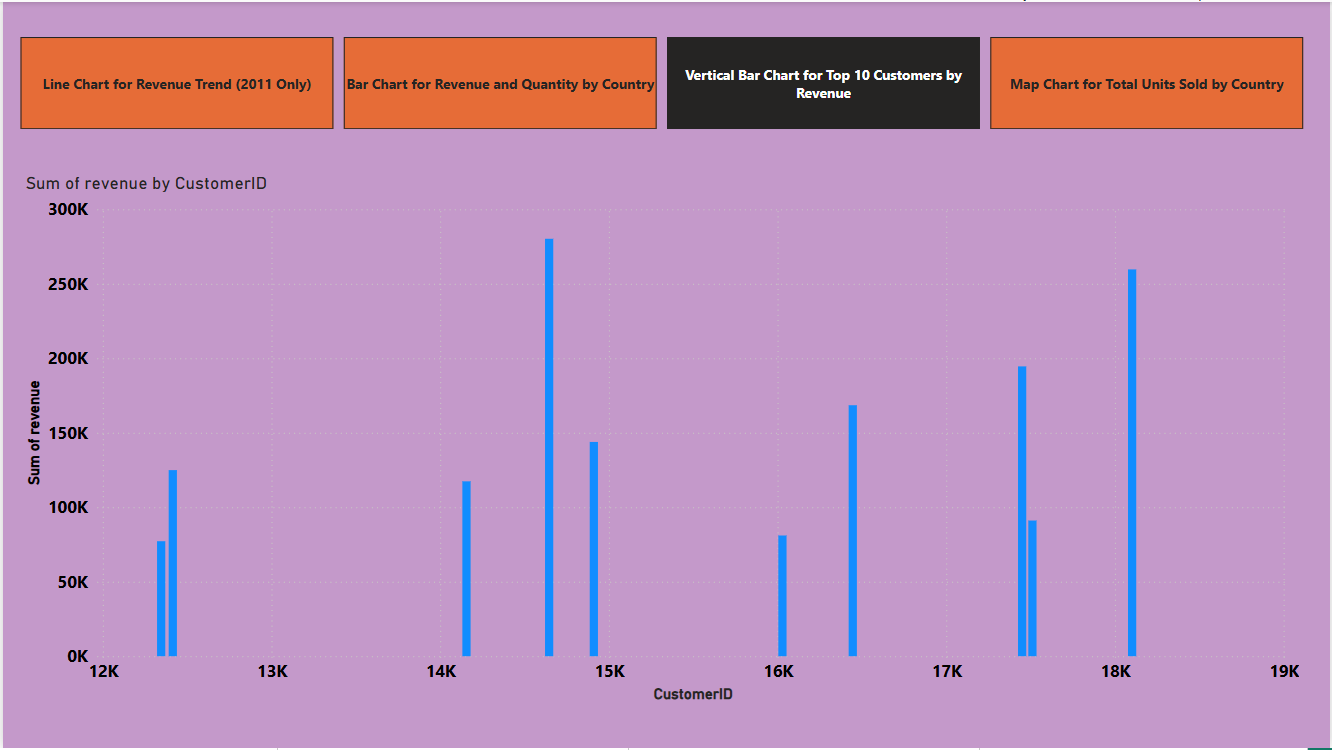 Line Chart for Revenue Trend (2011 Only)
Bar Chart for Revenue and Quantity by Country
Vertical Bar Chart for Top 10 Customers by
Revenue
Map Chart for Total Units Sold by Country
Sum of revenue by CustomerID
300K
250K
200K
150K
100K
50K
0K
Sum of revenue
12K
13K
14K
15K
16K
17K
18K
19K
CustomerID